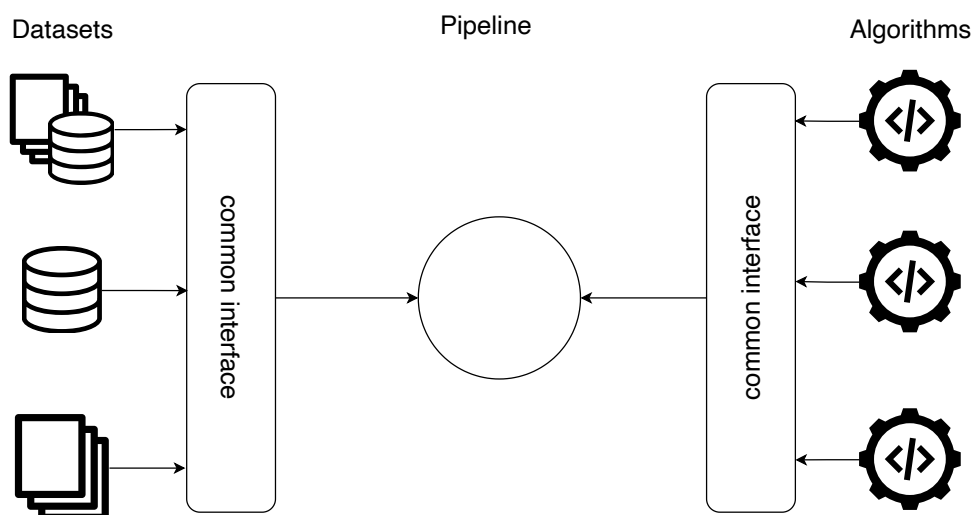 Datasets
Pipeline
Algorithms
common interface
common interface
</>
</>
</>